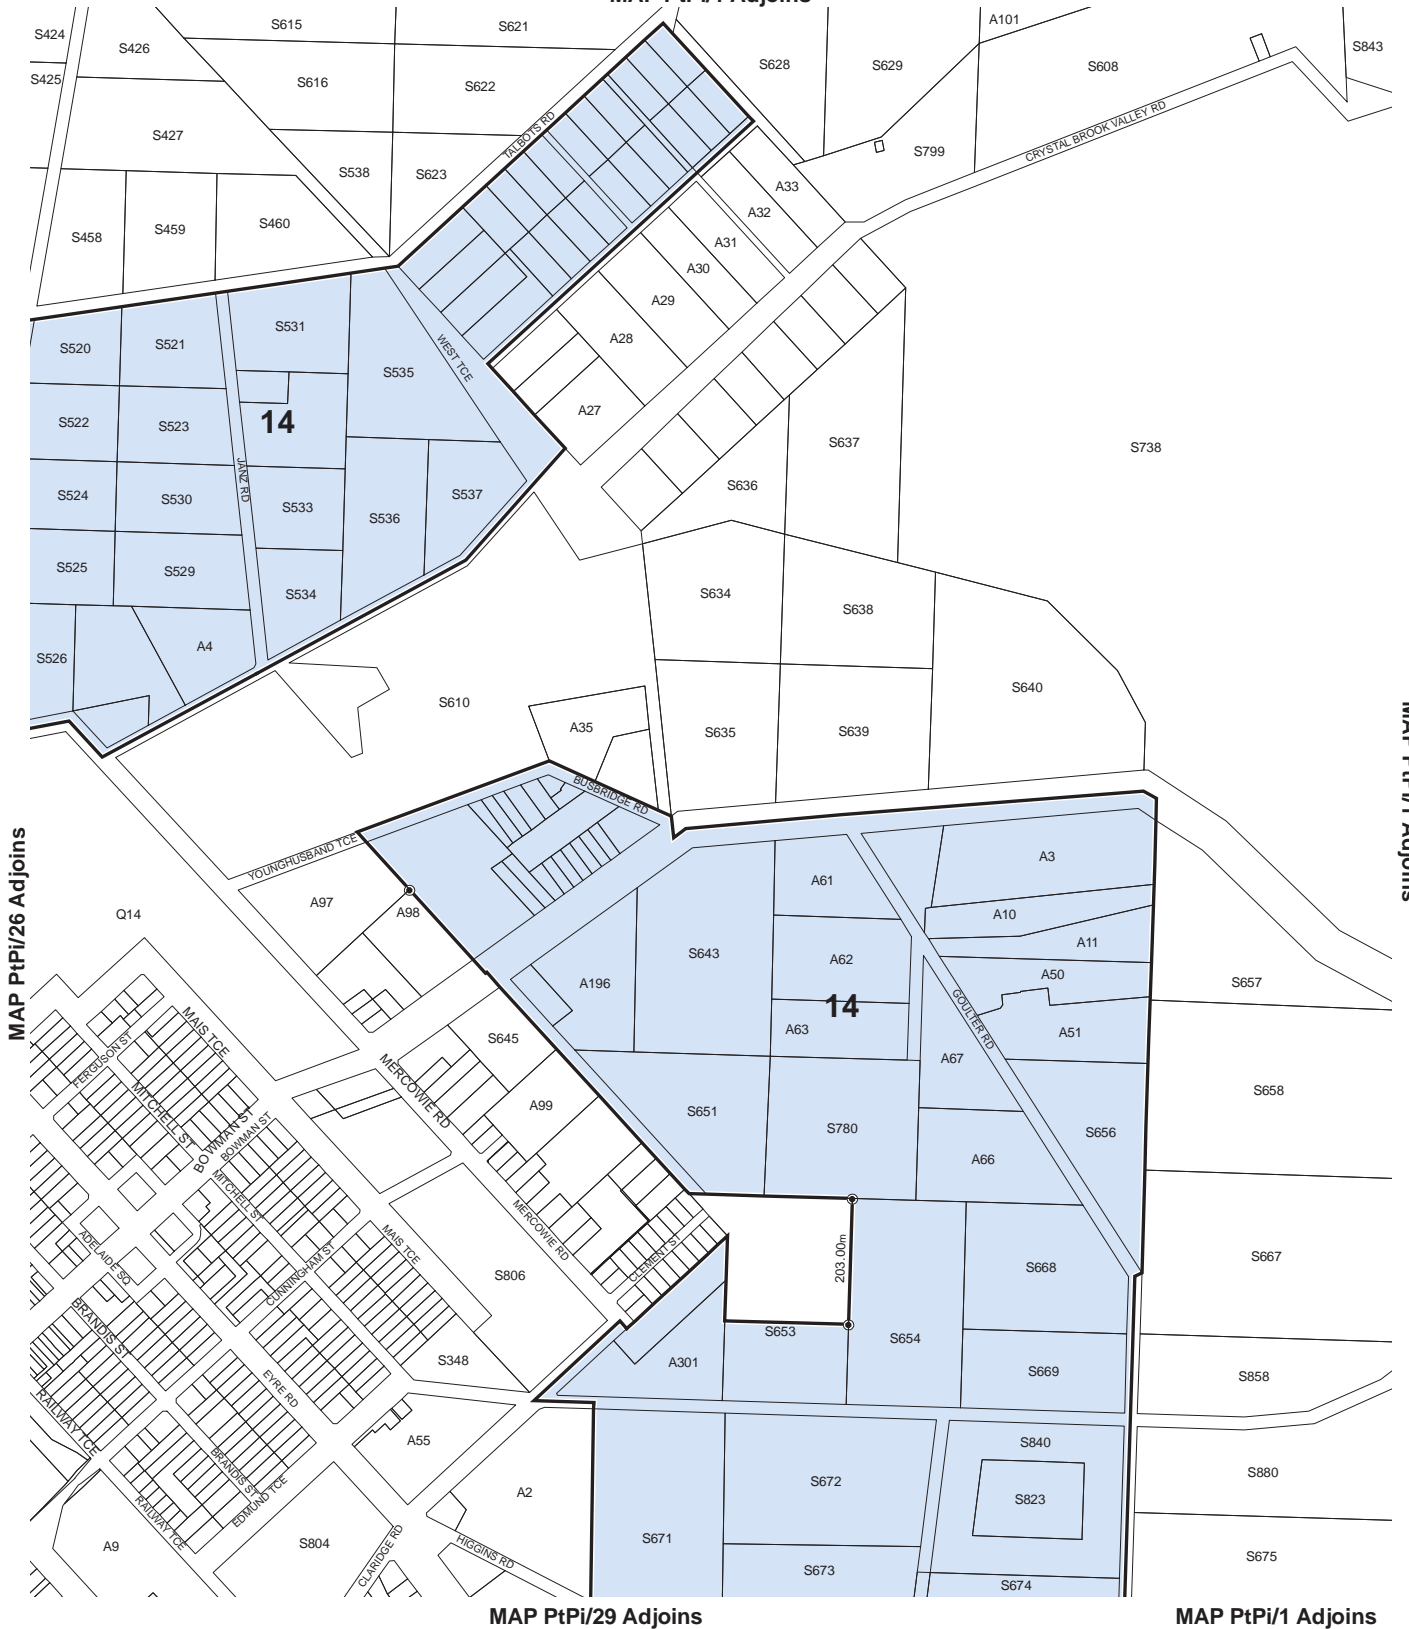 MAP PtPi/1 Adjoins
S424
S426
S615
S621
A101
S843
S425
S616
S622
S628
S629
S608
S427
TALBOTS RD
CRYSTAL BROOK VALLEY RD
S538
S623
S799
A33
A32
S458
S459
S460
A31
A30
A29
A28
A27
S520
S521
S531
S535
WEST TCE
S522
S523
14
S637
S738
S524
S530
JANZ RD
S533
S536
S537
S636
S525
S529
S534
S634
S638
S526
A4
S610
A35
S635
S639
S640
MAP PtPi/1 Adjoins
BUSBRIDGE RD
YOUNGHUSBAND TCE
MAP PtPi/26 Adjoins
Q14
A97
A98
A61
A3
A10
A11
S643
A62
A50
A196
14
S657
A63
A51
GOULTER RD
A67
MAIS TCE
S645
FERGUSON ST
MITCHELL ST
MERCOWIE RD
A99
S651
S780
S656
S658
BOWMAN ST
BOWMAN ST
A66
MITCHELL ST
MERCOWIE RD
ADELAIDE SQ
MAIS TCE
CLEMENT ST
CUNNINGHAM ST
S806
203.00m
S668
S667
BRANDIS ST
S653
S654
S348
A301
S669
S858
EYRE RD
RAILWAY TCE
A55
S840
BRANDIS ST
S672
S880
EDMUND TCE
A2
S823
RAILWAY TCE
A9
S804
CLARIDGE RD
HIGGINS RD
S671
S673
S675
S674
MAP PtPi/29 Adjoins
MAP PtPi/1 Adjoins